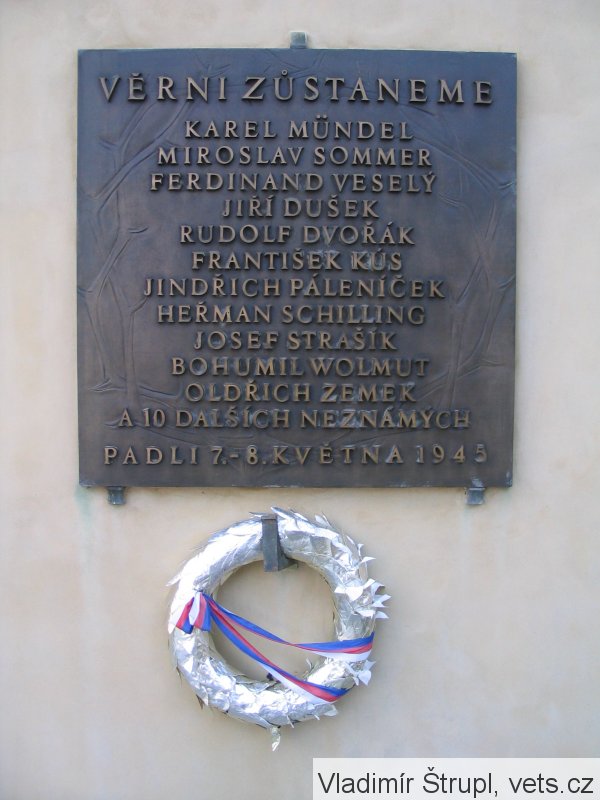 VĚRNI ZŮSTANEME
KAREL MÜNDEL
MIROSLAV SOMMER
FERDINAND VESELÝ
JIŘÍ DUŠEK
RUDOLF DVOŘÁK
FRANTIŠEK KUS
JINDŘICH PÁLENÍČEK
HEŘMAN SCHILLING
JOSEF STRAŠÍK
BOHUMIL WOLMUT
OLDŘICH ZEMEK
A 10 DALŠÍCH NEZNÁMÝCH
PADLI 7.-8. KVĚTNA 1945
Vladimír Štrupl, vets.cz